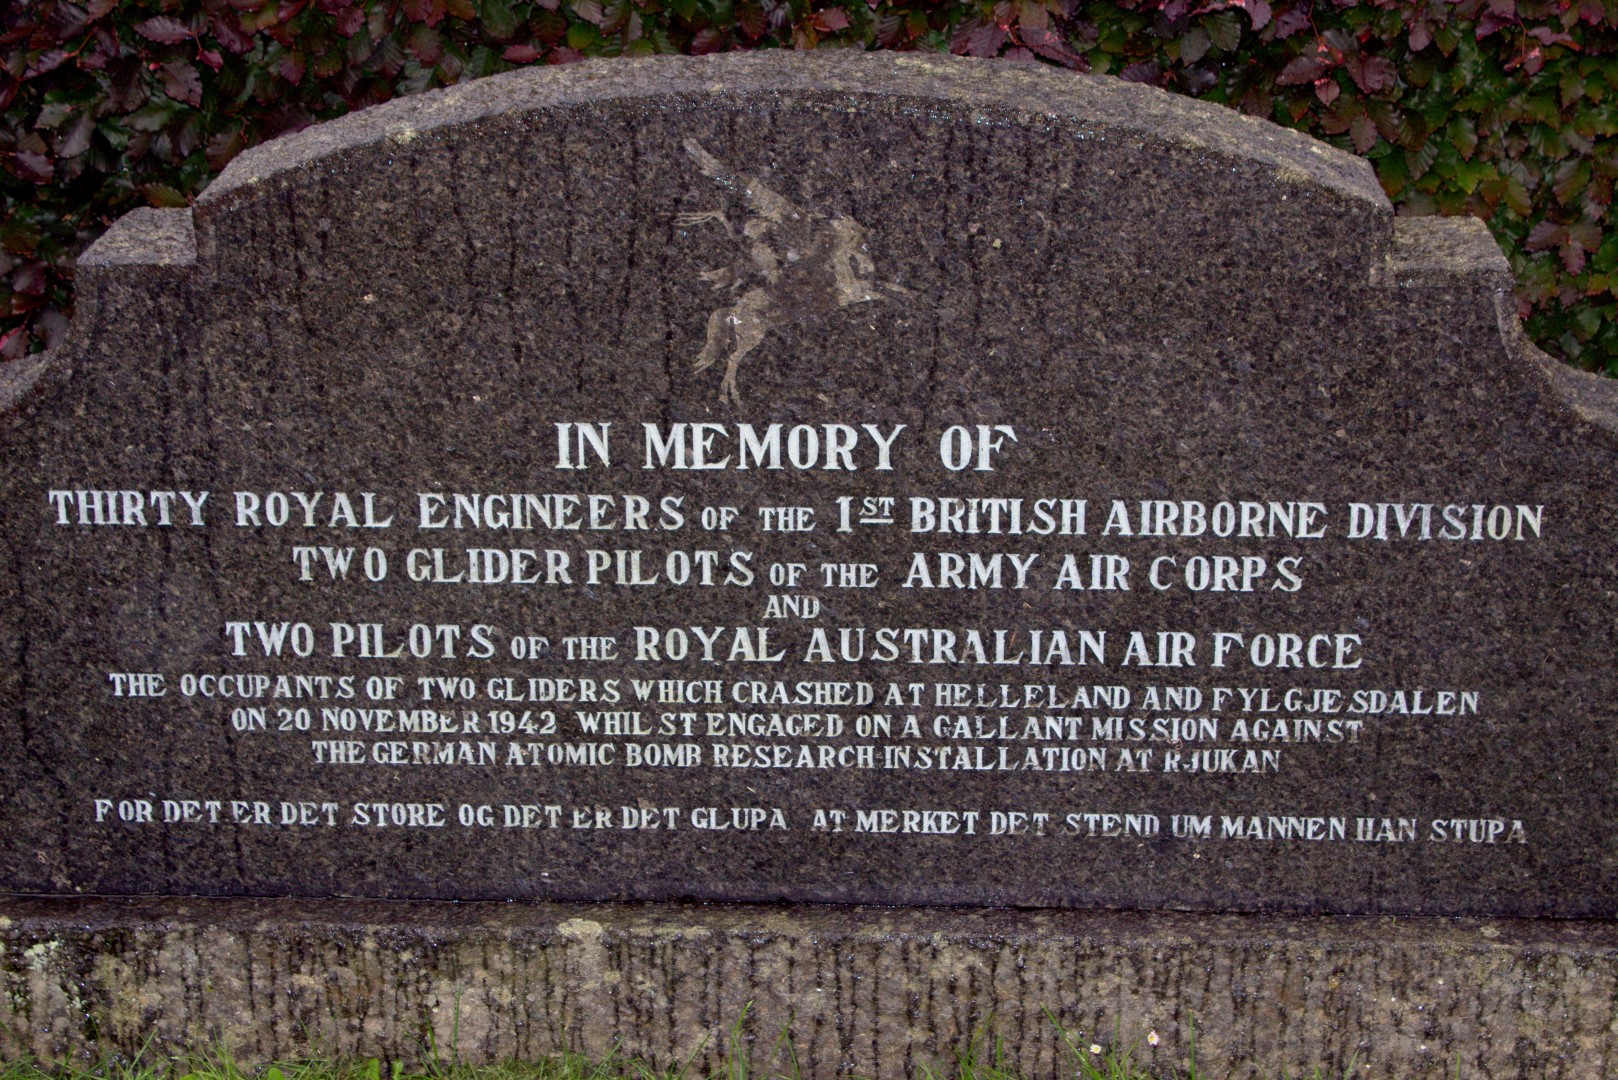 IN MEMORY OF
THIRTY ROYAL ENGINEERS OF THE 1ST BRITISH AIRBORNE DIVISION
TWO GLIDER PILOTS OF THE ARMY AIR CORPS
AND
TWO PILOTS OF THE ROYAL AUSTRALIAN AIR FORCE
THE OCCUPANTS OF TWO GLIDERS WHICH CRASHED AT HELLELAND AND FYLGJESDALEN
ON 20 NOVEMBER 1942 WHILST ENGAGED ON A GALLANT MISSION AGAINST
THE GERMAN ATOMIC BOMB RESEARCH INSTALLATION AT RJUKAN
FOR DET ER DET STORE OG DET ER DET GLUPA AT MERKET DET STEND UM MANNEN HAN STUPA